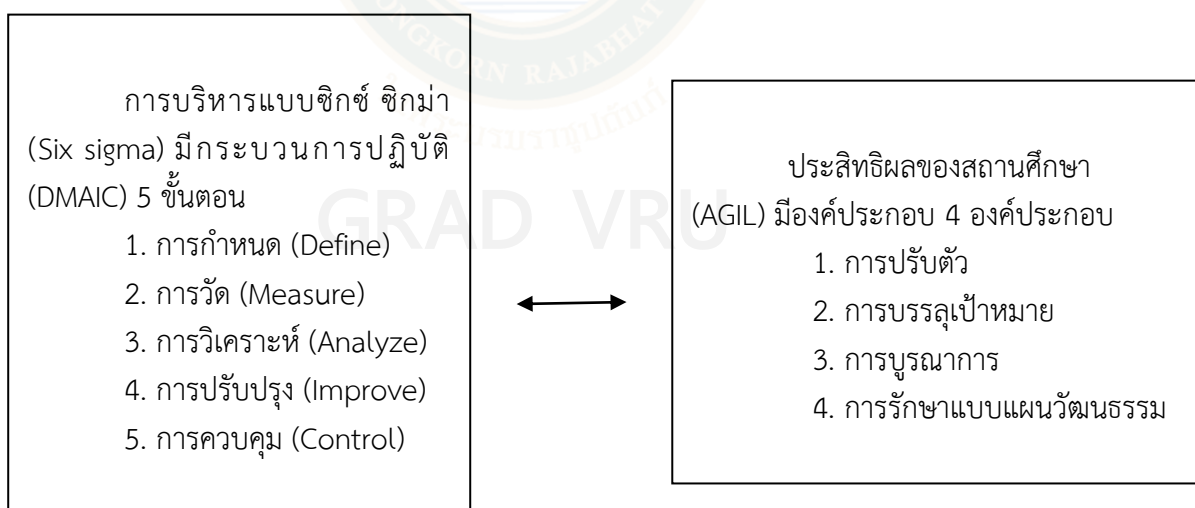 การบริหารแบบซิกซ์ ซิกม่า
(Six sigma) มีกระบวนการปฏิบัติ
(DMAIC) 5 ขั้นตอน
1. การกำหนด (Define)
2. การวัด (Measure)
3. การวิเคราะห์ (Analyze)
4. การปรับปรุง (Improve)
5. การควบคุม (Control)
ประสิทธิผลของสถานศึกษา
(AGIL) มีองค์ประกอบ 4 องค์ประกอบ
1. การปรับตัว
2. การบรรลุเป้าหมาย
3. การบูรณาการ
4. การรักษาแบบแผนวัฒนธรรม
GRAD VRU
RAJABHAT